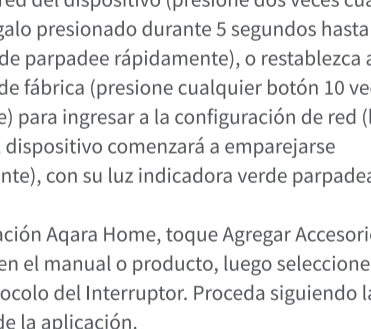 red del dispositivo (presione dos veces cua
galo presionado durante 5 segundos hasta
de parpadee rápidamente), o restablezca a
de fábrica (presione cualquier botón 10 vec
e) para ingresar a la configuración de red (l
dispositivo comenzará a emparejarse
nte), con su luz indicadora verde parpadea
ación Aqara Home, toque Agregar Accesori
en el manual o producto, luego seleccione
ocolo del Interruptor. Proceda siguiendo la
de la aplicación.